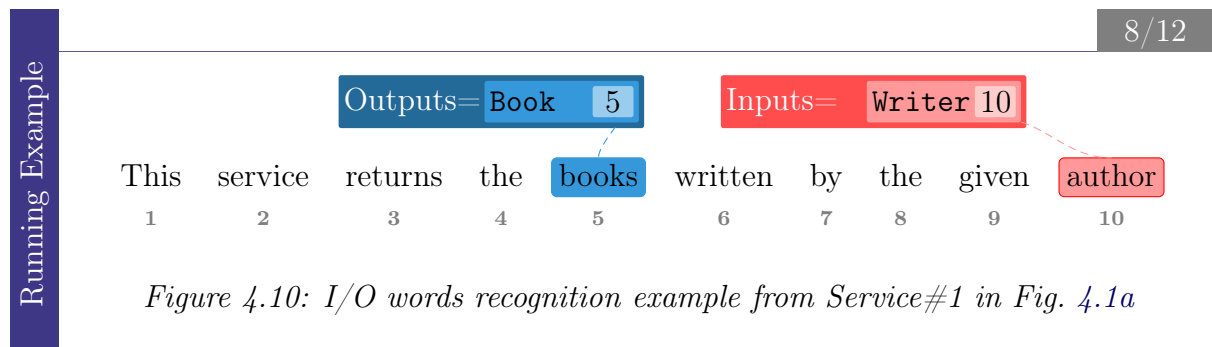 8/12
Running Example
Outputs= Book 5 Inputs= Writer 10
This service returns the books written by the given author
1 2 3 4 5 6 7 8 9 10
Figure 4.10: I/O words recognition example from Service#1 in Fig. 4.1a